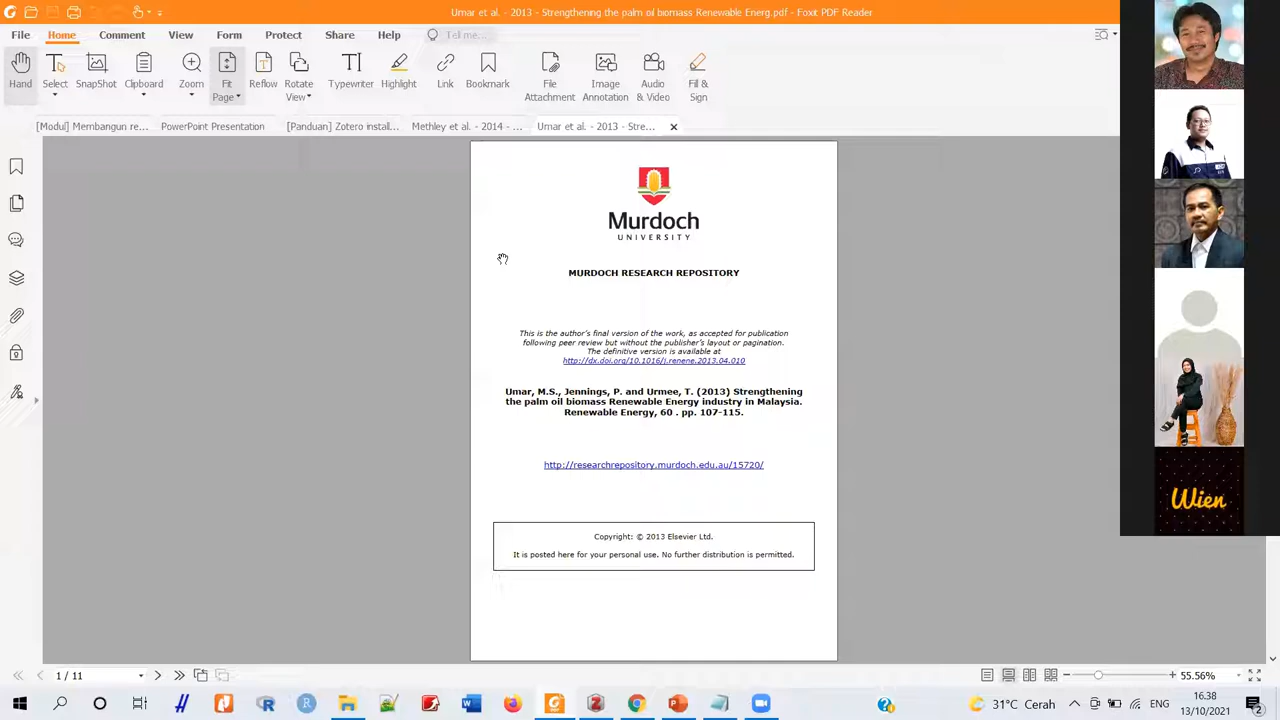 Umar et al. - 2013 - Strengthening the palm oil biomass Renewable Energ.pdf - Foxit PDF Reader
File Home Comment View Form Protect Share Help Tell me...
Hand
Select
SnapShot
Clipboard
Zoom
Fit Page
Reflow
Rotate View
Typewriter
Highlight
Link
Bookmark
File Attachment
Image Annotation
Audio & Video
Fill & Sign
[Modul] Membangun re... PowerPoint Presentation [Panduan] Zotero install... Methley et al. - 2014 - ... Umar et al. - 2013 - Stre...
Murdoch
UNIVERSITY
MURDOCH RESEARCH REPOSITORY
This is the author's final version of the work, as accepted for publication
following peer review but without the publisher's layout or pagination.
The definitive version is available at
http://dx.doi.org/10.1016/j.renene.2013.04.010
Umar, M.S., Jennings, P. and Urmee, T. (2013) Strengthening
the palm oil biomass Renewable Energy industry in Malaysia.
Renewable Energy, 60 . pp. 107-115.
http://researchrepository.murdoch.edu.au/15720/
Copyright: © 2013 Elsevier Ltd.
It is posted here for your personal use. No further distribution is permitted.
Wien
1 / 11
55.56%
31°C Cerah
ENG
16.38
13/10/2021
2